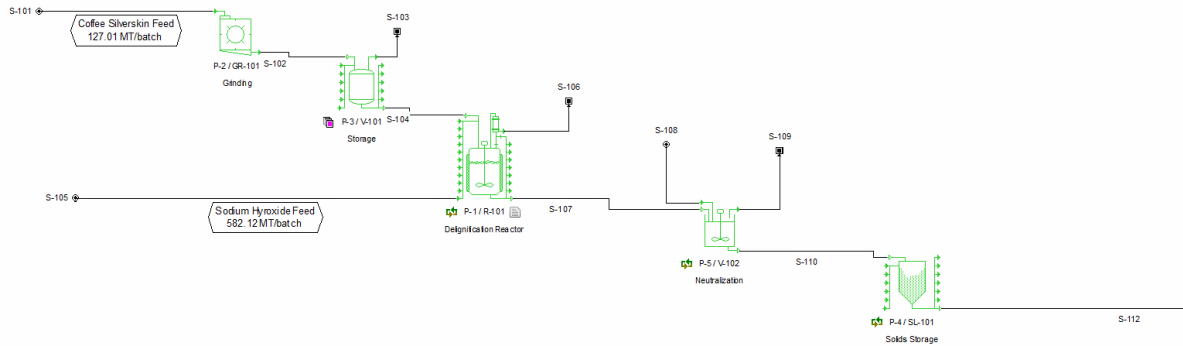 S-101
Coffee Silverskin Feed
127.01 MT/batch
P-2 / GR-101
S-102
Grinding
S-103
P-3 / V-101
Storage
S-104
S-106
S-105
Sodium Hyroxide Feed
582.12 MT/batch
P-1 / R-101
Delignification Reactor
S-107
S-108
S-109
P-5 / V-102
Neutralization
S-110
P-4 / SL-101
Solids Storage
S-112